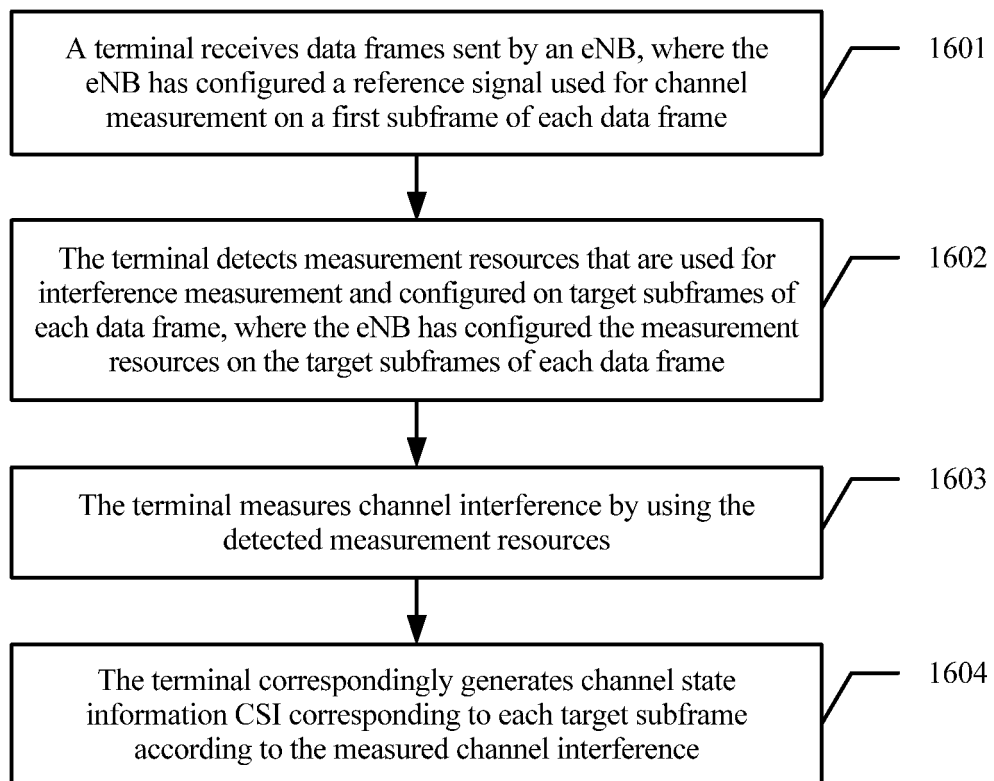 A terminal receives data frames sent by an eNB, where the
eNB has configured a reference signal used for channel
measurement on a first subframe of each data frame
1601
The terminal detects measurement resources that are used for
interference measurement and configured on target subframes of
each data frame, where the eNB has configured the measurement
resources on the target subframes of each data frame
1602
The terminal measures channel interference by using the
detected measurement resources
1603
The terminal correspondingly generates channel state
information CSI corresponding to each target subframe
according to the measured channel interference
1604